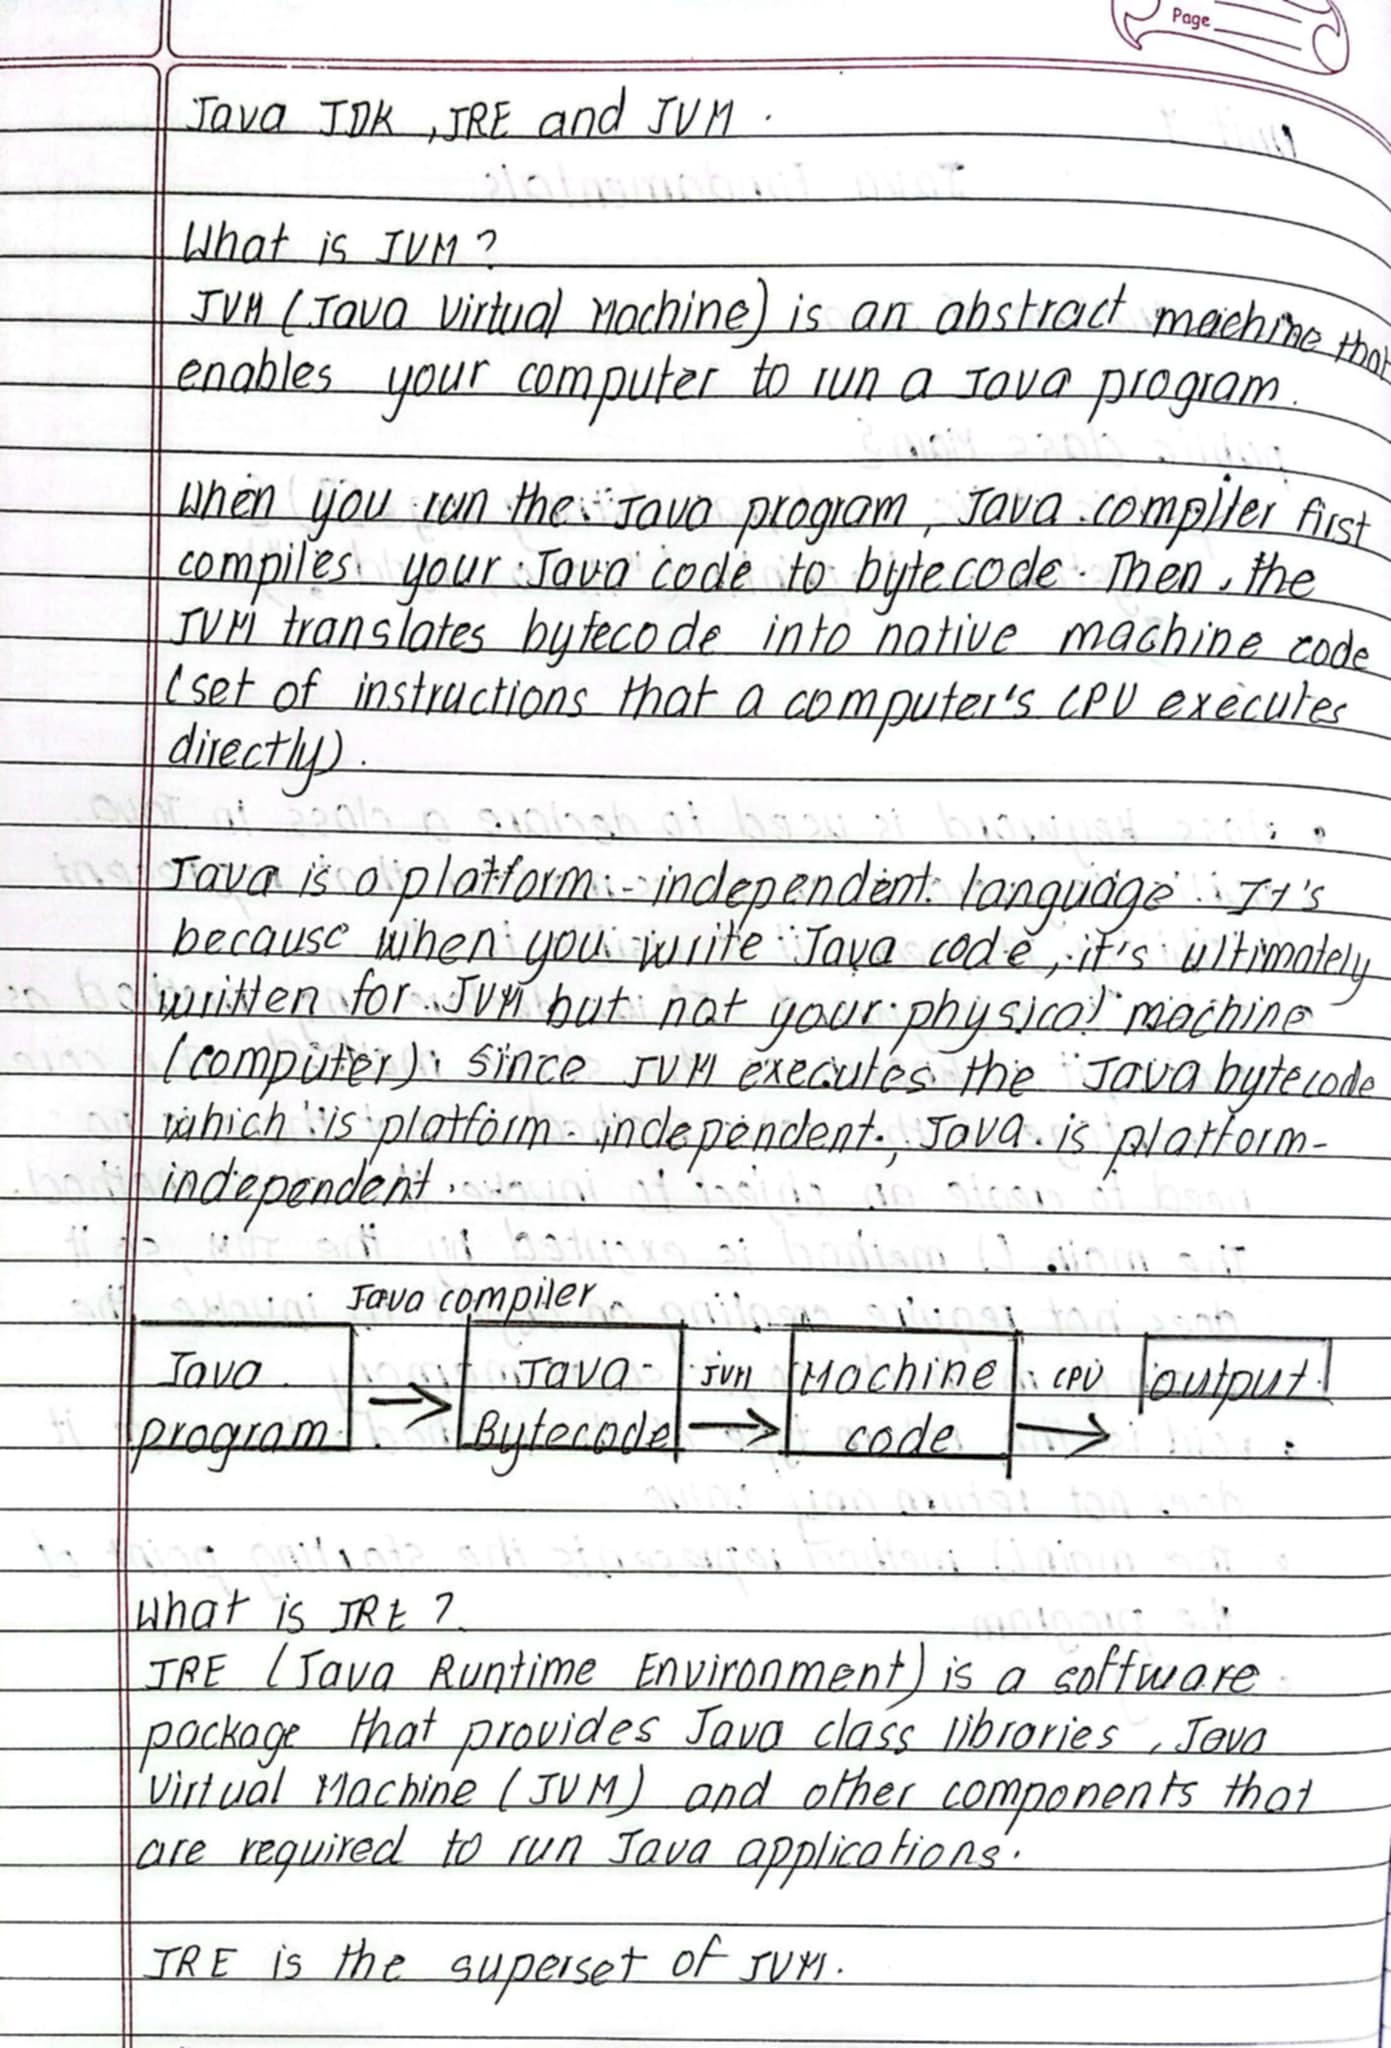 Page
Java JDK, JRE and JVM.
What is JVM?
JVM (Java Virtual Machine) is an abstract machine that
enables your computer to run a Java program.
When you run the Java program, Java compiler first
compiles your Java code to bytecode. Then, the
JVM translates bytecode into native machine code
(set of instructions that a computer's CPU executes
directly).
Java is a platform-independent language. It's
because when you write Java code, it's ultimately
written for JVM but not your physical machine
(computer). Since JVM executes the Java bytecode
which is platform-independent, Java is platform-
independent.
Java compiler
Java program → Java Bytecode JVM → Machine code CPU → output
What is JRE?
JRE (Java Runtime Environment) is a software
package that provides Java class libraries, Java
Virtual Machine (JVM) and other components that
are required to run Java applications.
JRE is the superset of JVM.